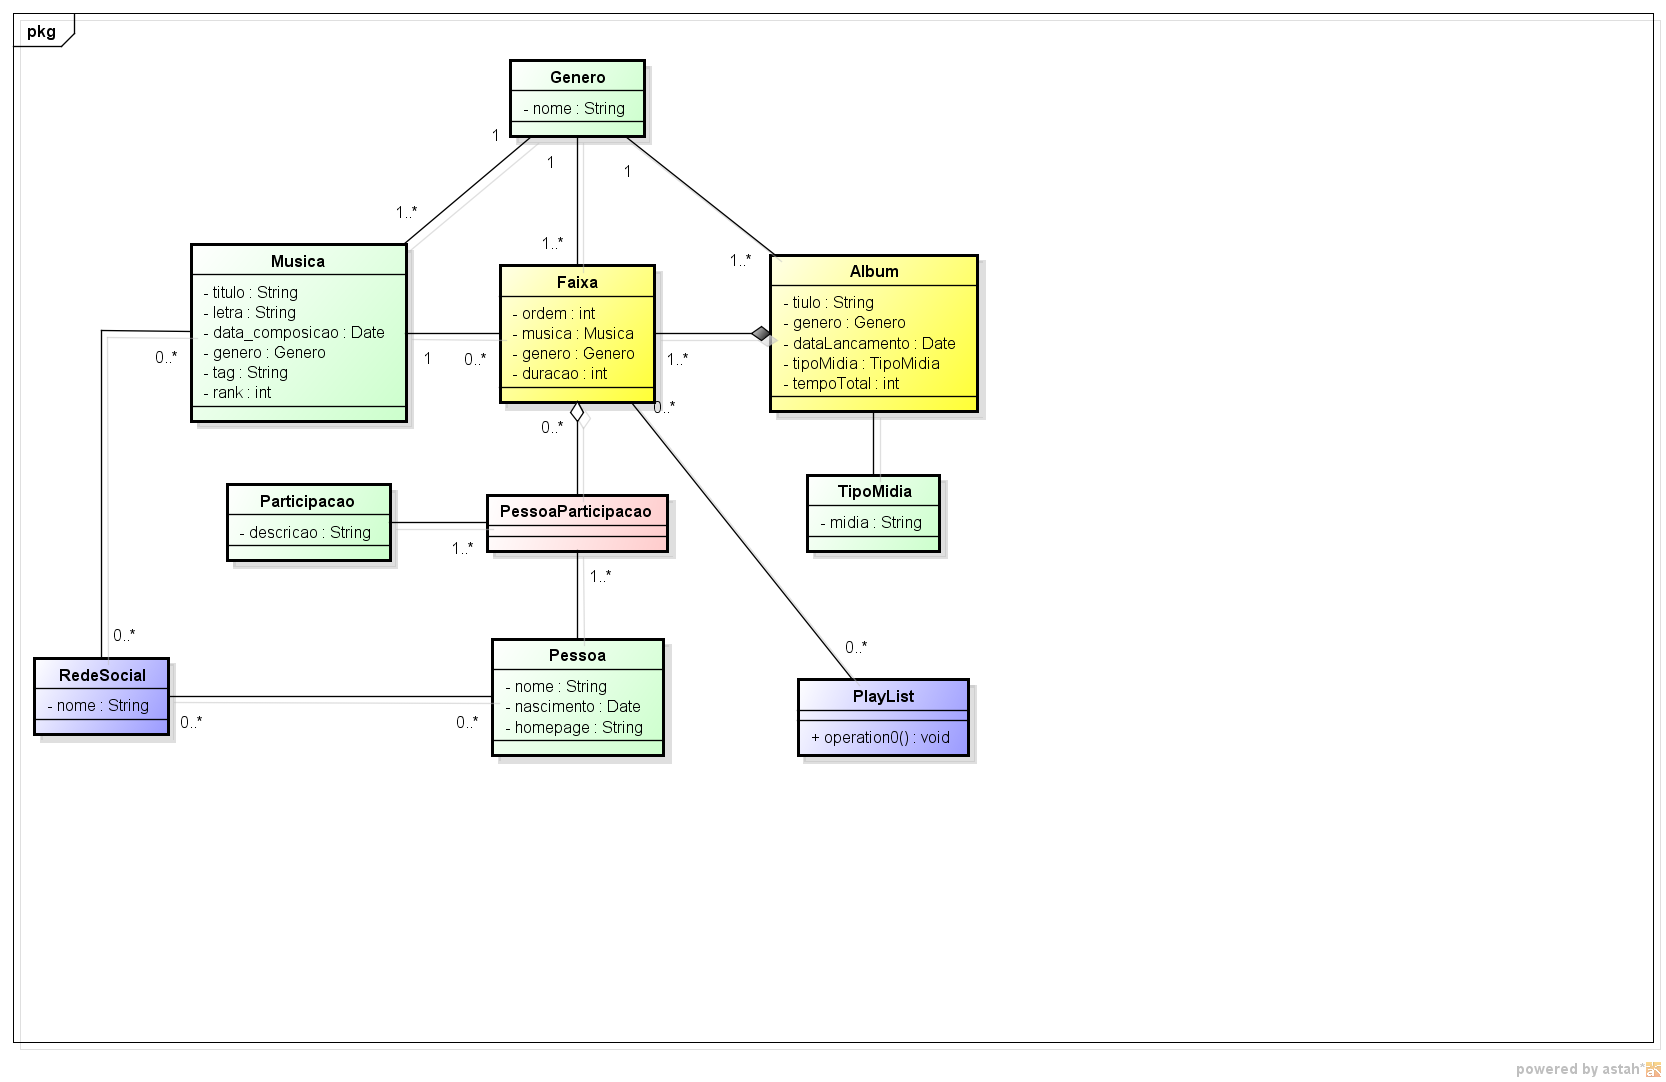 pkg
Genero
- nome : String
1
1
1
1..*
1..*
1..*
Musica
- titulo : String
- letra : String
- data_composicao : Date
- genero : Genero
- tag : String
- rank : int
Faixa
- ordem : int
- musica : Musica
- genero : Genero
- duracao : int
Album
- tiulo : String
- genero : Genero
- dataLancamento : Date
- tipoMidia : TipoMidia
- tempoTotal : int
0..*
1
0..*
1..*
0..*
0..*
Participacao
- descricao : String
PessoaParticipacao
TipoMidia
- midia : String
1..*
1..*
0..*
0..*
RedeSocial
- nome : String
Pessoa
- nome : String
- nascimento : Date
- homepage : String
PlayList
+ operation0() : void
0..*
0..*
powered by astah*